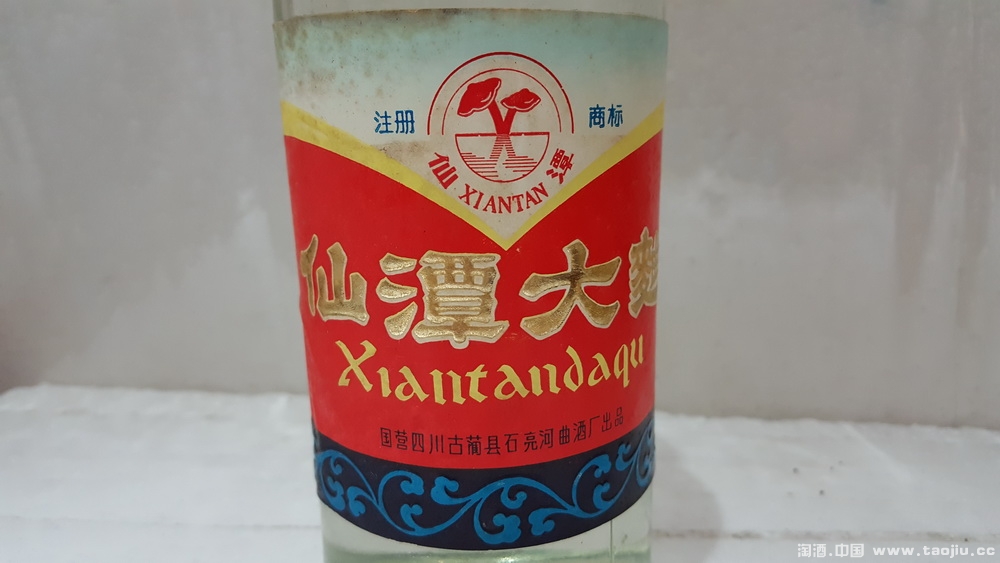 注册 商标
仙潭
XIANTAN
仙潭大麯
Xiantandaqu
国营四川古蔺县石亮河曲酒厂出品
淘酒.中国 www.taojiu.cc